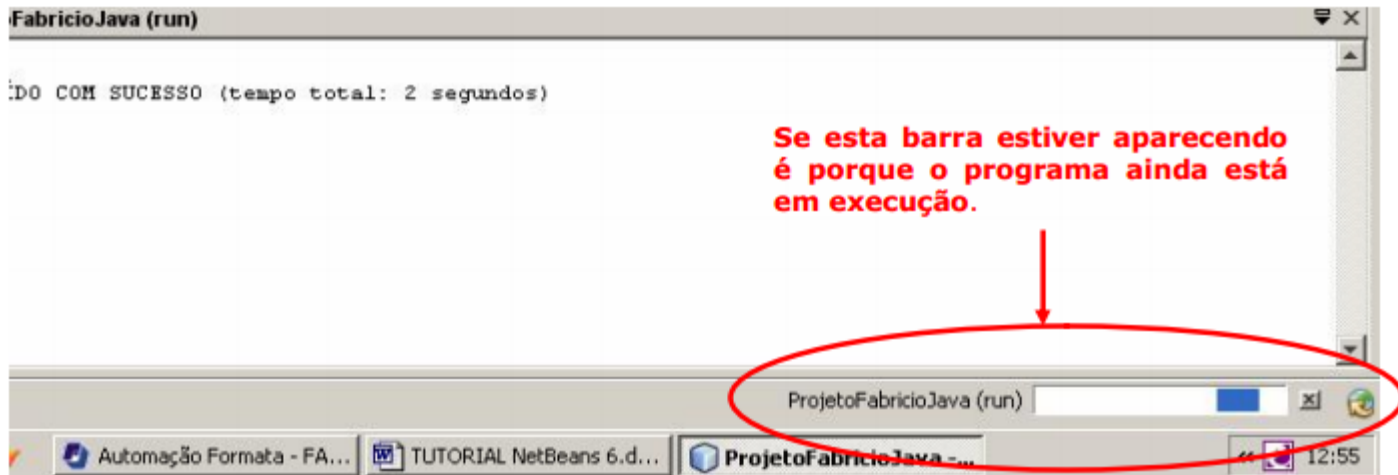 FabricioJava (run)
ÍDO COM SUCESSO (tempo total: 2 segundos)
Se esta barra estiver aparecendo
é porque o programa ainda está
em execução.
ProjetoFabricioJava (run)
Automação Formata - FA...
TUTORIAL NetBeans 6.d...
ProjetoFabricioJava -...
12:55